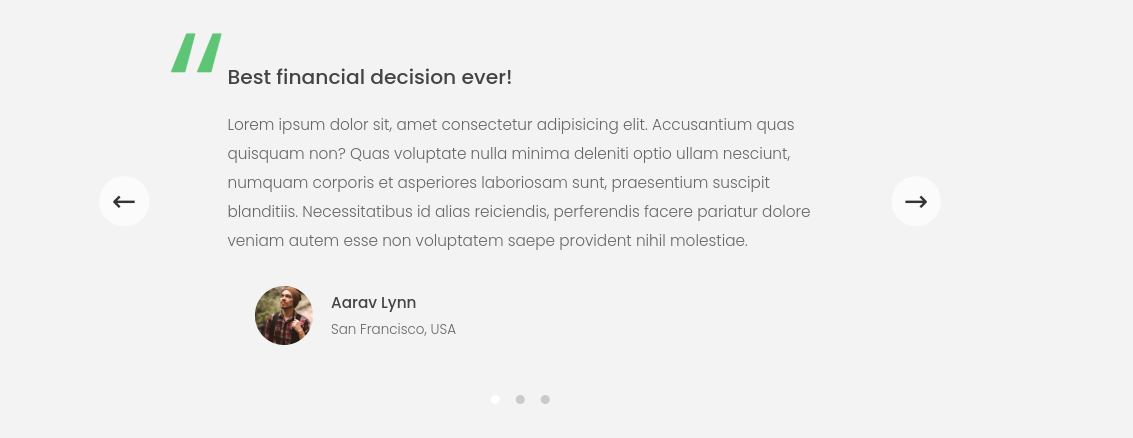 Best financial decision ever!
Lorem ipsum dolor sit, amet consectetur adipisicing elit. Accusantium quas
quisquam non? Quas voluptate nulla minima deleniti optio ullam nesciunt,
numquam corporis et asperiores laboriosam sunt, praesentium suscipit
blanditiis. Necessitatibus id alias reiciendis, perferendis facere pariatur dolore
veniam autem esse non voluptatem saepe provident nihil molestiae.
Aarav Lynn
San Francisco, USA